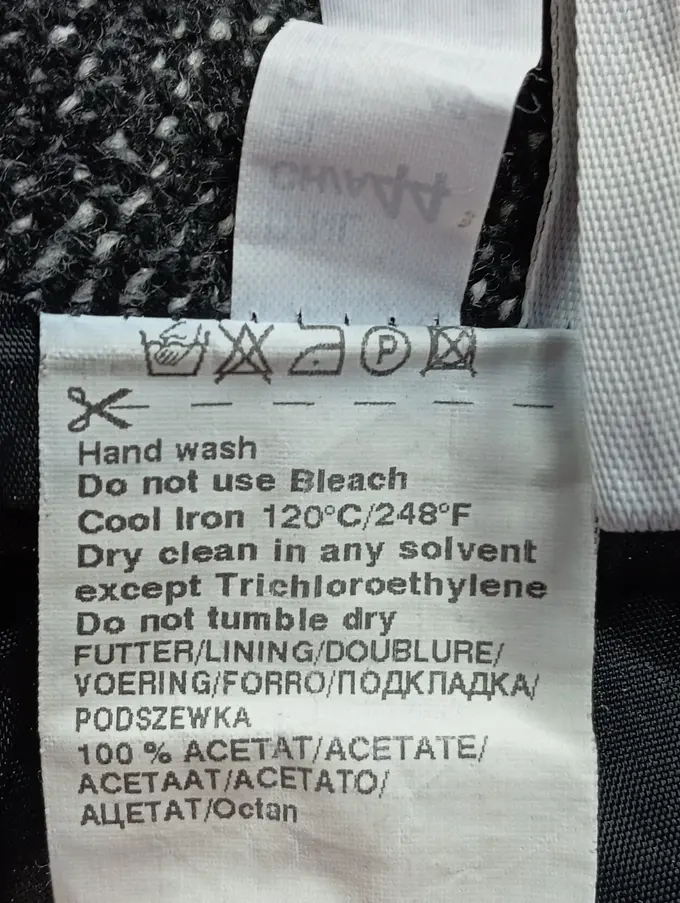 P
Hand wash
Do not use Bleach
Cool Iron 120°C/248°F
Dry clean in any solvent
except Trichloroethylene
Do not tumble dry
FUTTER/LINING/DOUBLURE/
VOERING/FORRO/ПОДКПАДКА/
PODSZEWKA
100 % ACETAT/ACETATE/
ACETAAT/ACETATO/
АЦЕТАТ/Octan